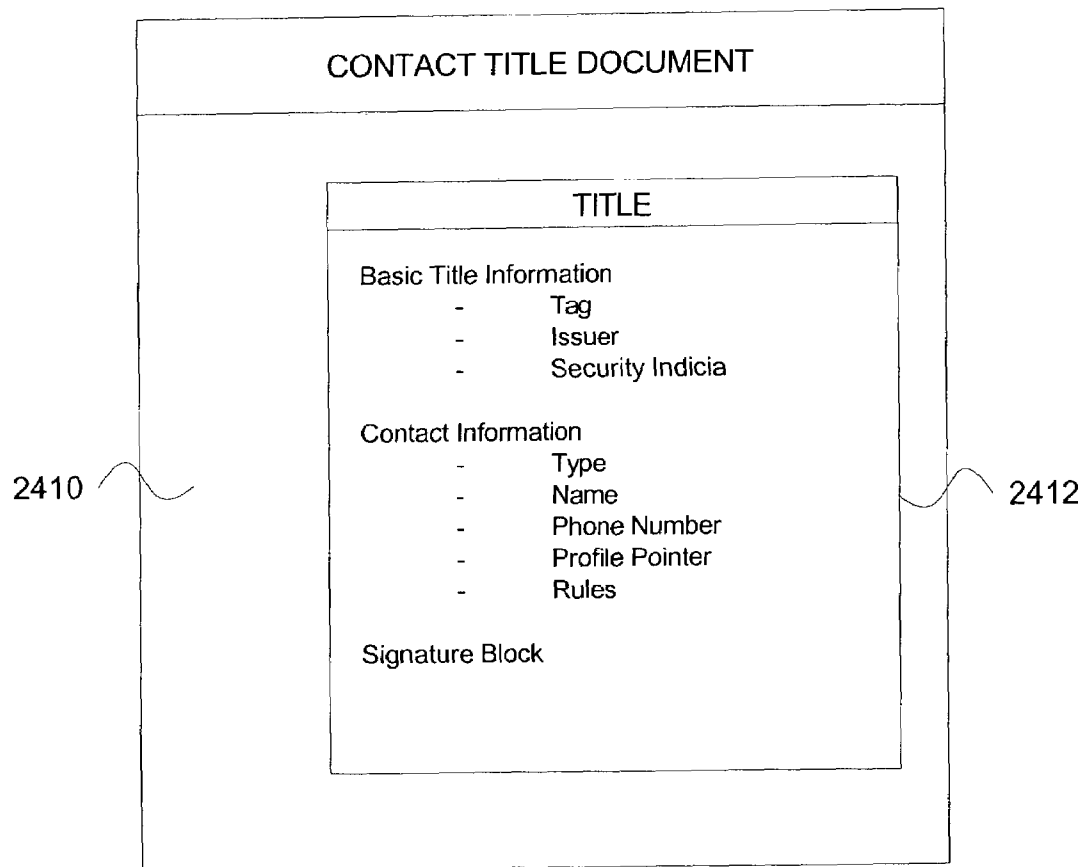 CONTACT TITLE DOCUMENT
TITLE
Basic Title Information
- Tag
- Issuer
- Security Indicia
Contact Information
- Type
- Name
- Phone Number
- Profile Pointer
- Rules
Signature Block
2410
2412